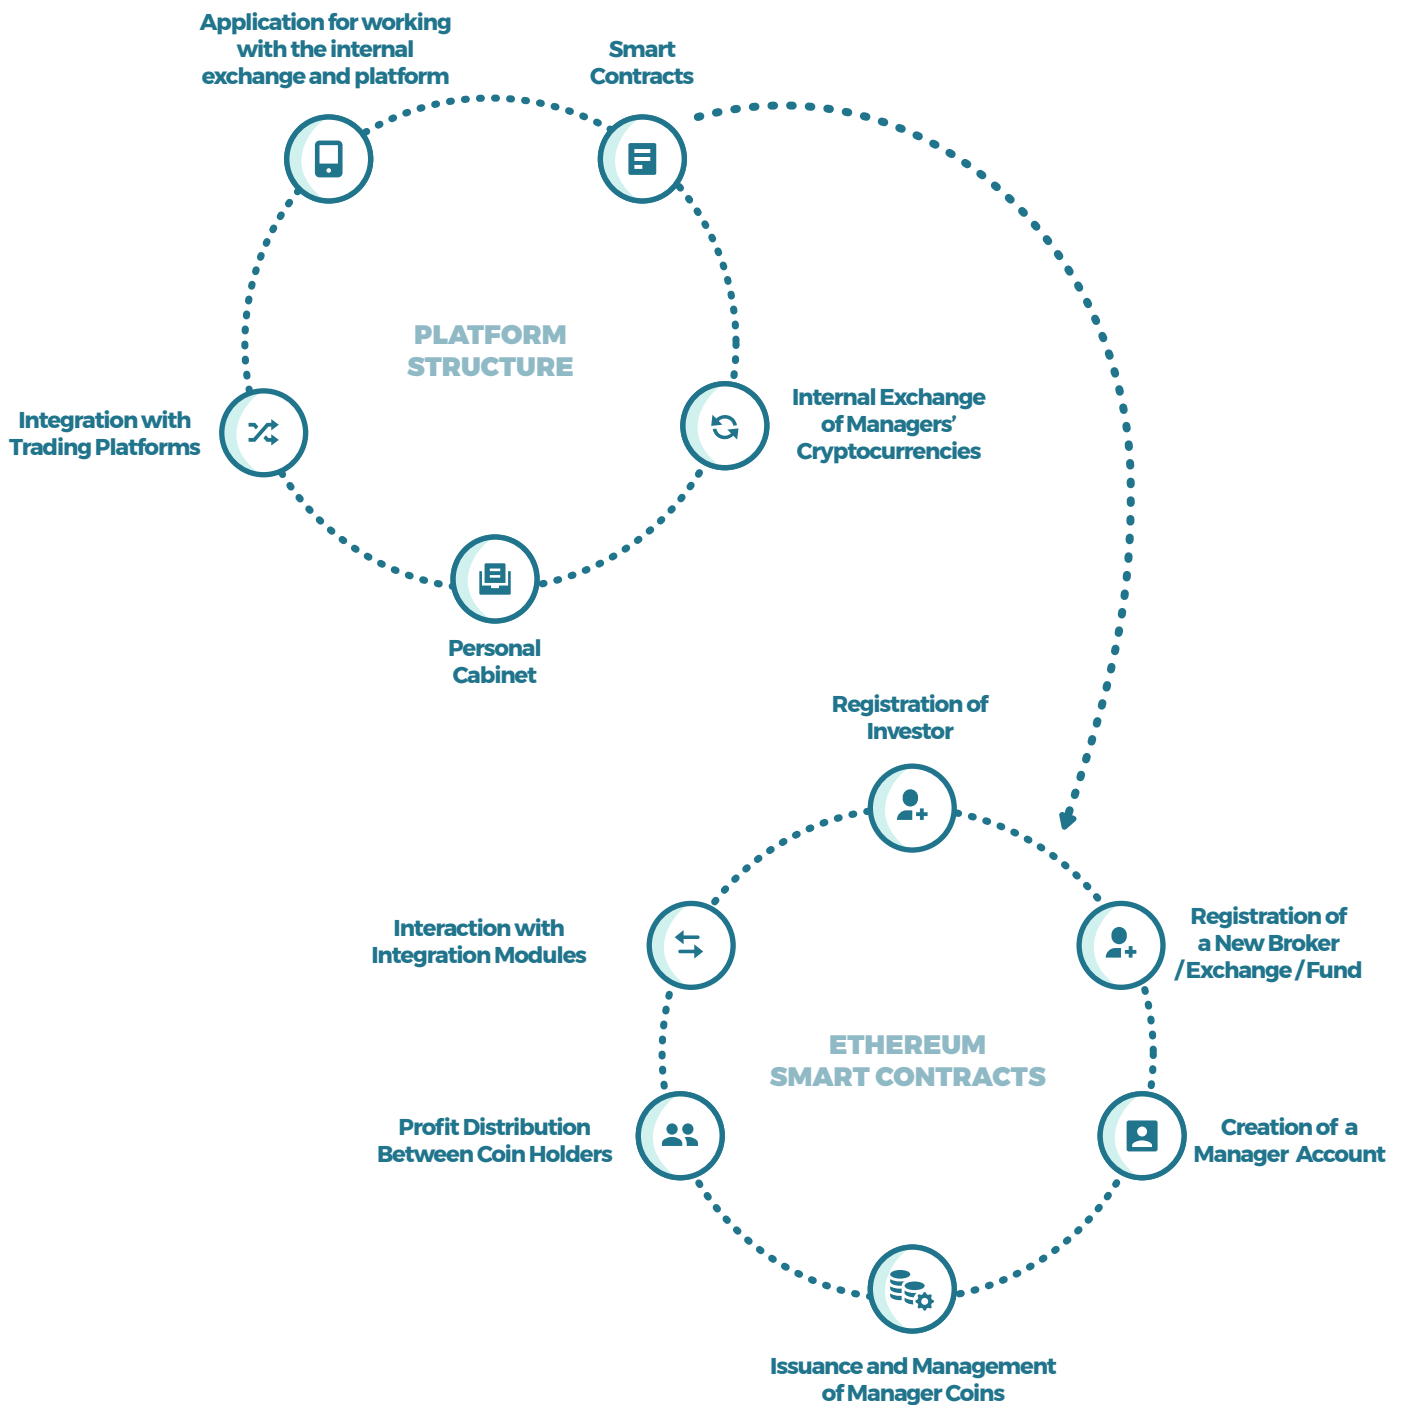 Application for working
with the internal
exchange and platform
Smart
Contracts
PLATFORM
STRUCTURE
Internal Exchange
of Managers’
Cryptocurrencies
Integration with
Trading Platforms
Personal
Cabinet
Registration of
Investor
Interaction with
Integration Modules
Registration of
a New Broker
/ Exchange / Fund
ETHEREUM
SMART CONTRACTS
Profit Distribution
Between Coin Holders
Creation of a
Manager Account
Issuance and Management
of Manager Coins